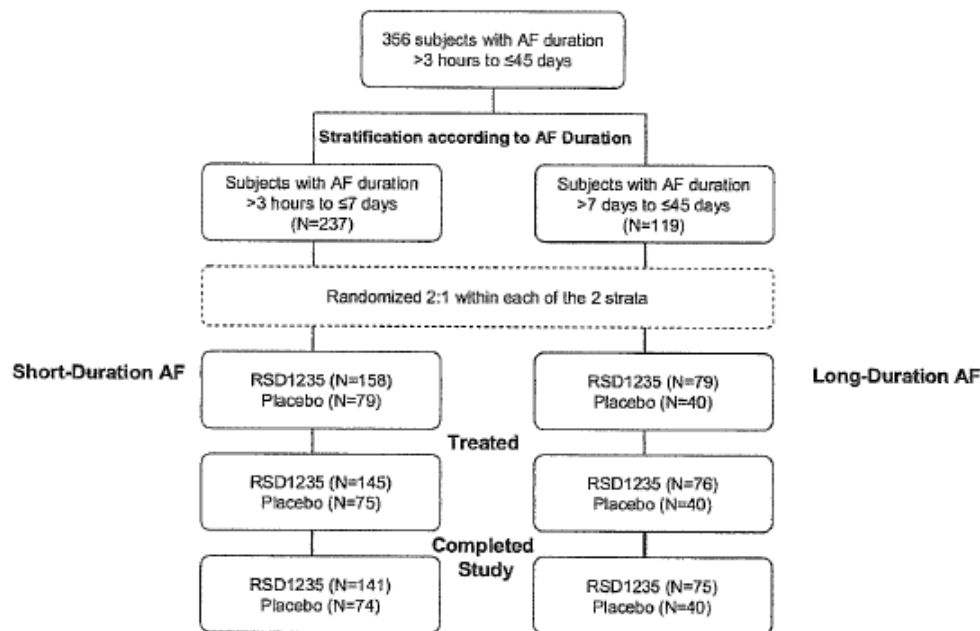 356 subjects with AF duration
>3 hours to ≤45 days
Stratification according to AF Duration
Subjects with AF duration
>3 hours to ≤7 days
(N=237)
Subjects with AF duration
>7 days to ≤45 days
(N=119)
Randomized 2:1 within each of the 2 strata
Short-Duration AF
RSD1235 (N=158)
Placebo (N=79)
RSD1235 (N=79)
Placebo (N=40)
Long-Duration AF
Treated
RSD1235 (N=145)
Placebo (N=75)
RSD1235 (N=76)
Placebo (N=40)
Completed
Study
RSD1235 (N=141)
Placebo (N=74)
RSD1235 (N=75)
Placebo (N=40)